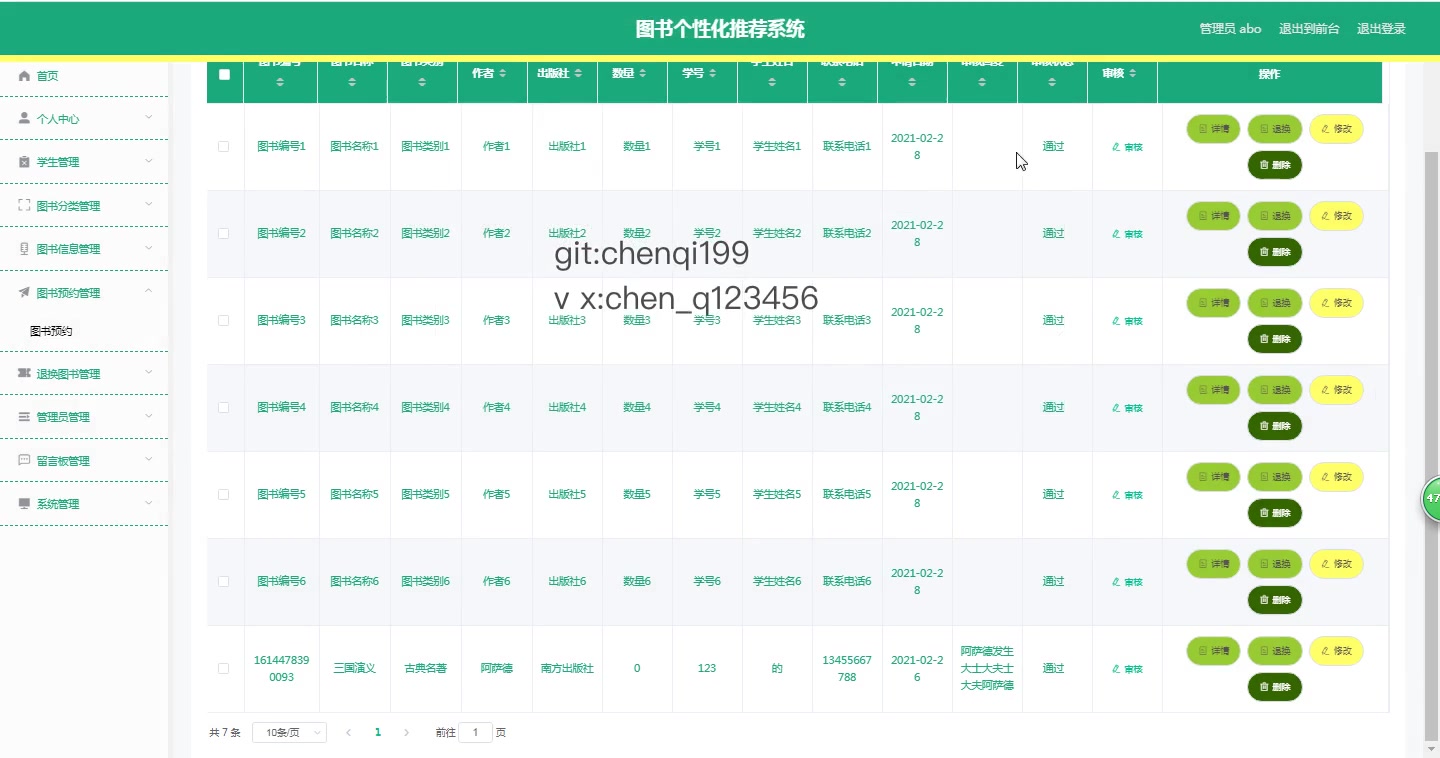 图书个性化推荐系统
管理员 abo 退出到前台 退出登录
首页
个人中心
学生管理
图书分类管理
图书信息管理
图书预约管理
图书预约
退换图书管理
管理员管理
留言板管理
系统管理
图书编号 图书名称 图书类别 作者 出版社 数量 学号 学生姓名 联系电话 申请日期 审核回复 审核状态 审核 操作
图书编号1 图书名称1 图书类别1 作者1 出版社1 数量1 学号1 学生姓名1 联系电话1 2021-02-2 通过 审核 详情 退换 修改
8 删除
图书编号2 图书名称2 图书类别2 作者2 出版社2 数量2 学号2 学生姓名2 联系电话2 2021-02-2 通过 审核 详情 退换 修改
8 删除
git:chenqi199
v x:chen_q123456
图书编号3 图书名称3 图书类别3 作者3 出版社3 数量3 学号3 学生姓名3 联系电话3 2021-02-2 通过 审核 详情 退换 修改
8 删除
图书编号4 图书名称4 图书类别4 作者4 出版社4 数量4 学号4 学生姓名4 联系电话4 2021-02-2 通过 审核 详情 退换 修改
8 删除
图书编号5 图书名称5 图书类别5 作者5 出版社5 数量5 学号5 学生姓名5 联系电话5 2021-02-2 通过 审核 详情 退换 修改
8 删除
图书编号6 图书名称6 图书类别6 作者6 出版社6 数量6 学号6 学生姓名6 联系电话6 2021-02-2 通过 审核 详情 退换 修改
8 删除
161447839 三国演义 古典名著 阿萨德 南方出版社 0 123 的 13455667 2021-02-2 阿萨德发生 通过 审核 详情 退换 修改
0093 788 6 大士大夫士 删除
大夫阿萨德
共 7 条 10条/页 1 前往 1 页
47